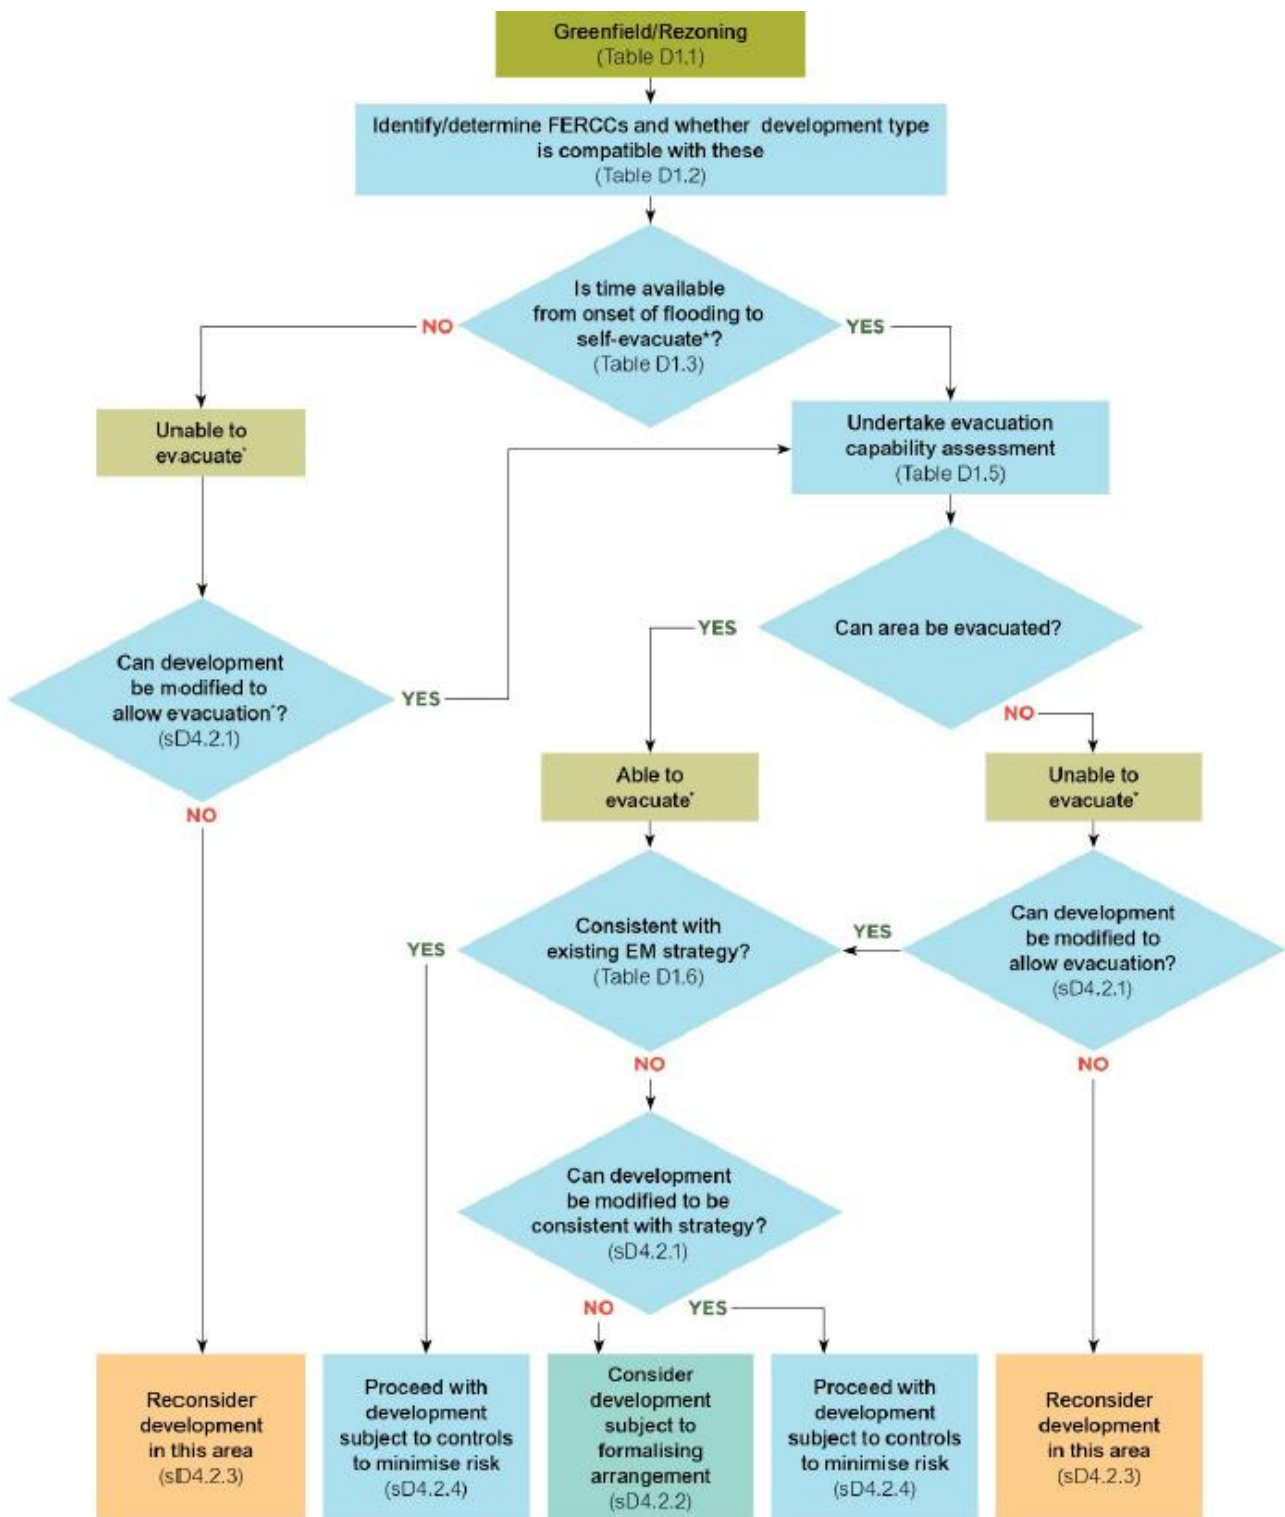 Greenfield/Rezoning
(Table D1.1)
Identify/determine FERCCs and whether development type
is compatible with these
(Table D1.2)
Is time available
from onset of flooding to
self-evacuate*?
(Table D1.3)
NO
YES
Unable to
evacuate*
Undertake evacuation
capability assessment
(Table D1.5)
Can development
be modified to
allow evacuation*?
(sD4.2.1)
YES
NO
Can area be evacuated?
YES
NO
Able to
evacuate*
Unable to
evacuate*
Consistent with
existing EM strategy?
(Table D1.6)
YES
NO
Can development
be modified to
allow evacuation?
(sD4.2.1)
YES
NO
Can development
be modified to be
consistent with strategy?
(sD4.2.1)
NO
YES
Reconsider
development
in this area
(sD4.2.3)
Proceed with
development
subject to controls
to minimise risk
(sD4.2.4)
Consider
development
subject to
formalising
arrangement
(sD4.2.2)
Proceed with
development
subject to controls
to minimise risk
(sD4.2.4)
Reconsider
development
in this area
(sD4.2.3)